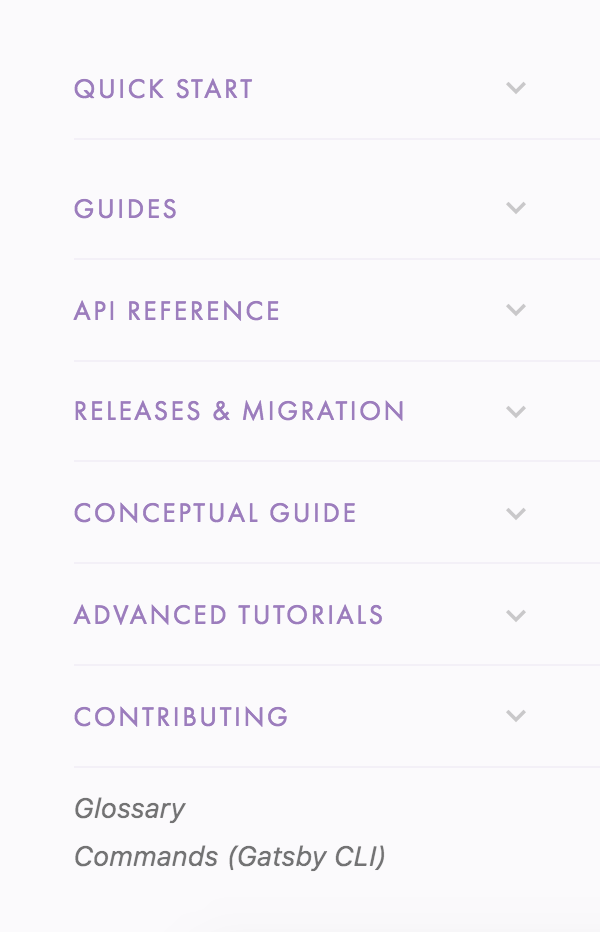 QUICK START
GUIDES
API REFERENCE
RELEASES & MIGRATION
CONCEPTUAL GUIDE
ADVANCED TUTORIALS
CONTRIBUTING
Glossary
Commands (Gatsby CLI)